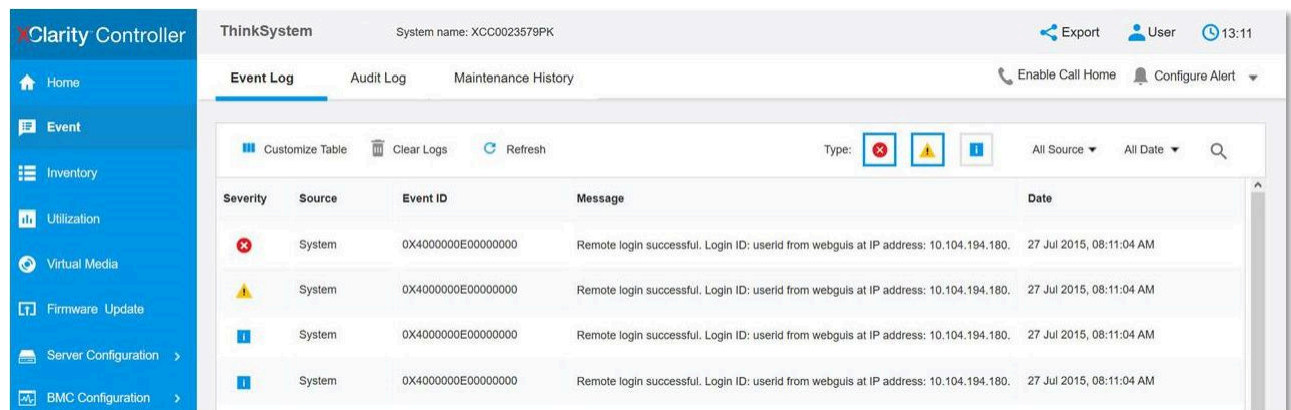 XClarity Controller
ThinkSystem
System name: XCC0023579PK
Export
User
13:11
Home
Event
Inventory
Utilization
Virtual Media
Firmware Update
Server Configuration
BMC Configuration
Event Log
Audit Log
Maintenance History
Enable Call Home
Configure Alert
Customize Table
Clear Logs
Refresh
Type:
All Source
All Date
Severity Source Event ID Message Date
System 0X4000000E00000000 Remote login successful. Login ID: userid from webguis at IP address: 10.104.194.180. 27 Jul 2015, 08:11:04 AM
System 0X4000000E00000000 Remote login successful. Login ID: userid from webguis at IP address: 10.104.194.180. 27 Jul 2015, 08:11:04 AM
System 0X4000000E00000000 Remote login successful. Login ID: userid from webguis at IP address: 10.104.194.180. 27 Jul 2015, 08:11:04 AM
System 0X4000000E00000000 Remote login successful. Login ID: userid from webguis at IP address: 10.104.194.180. 27 Jul 2015, 08:11:04 AM